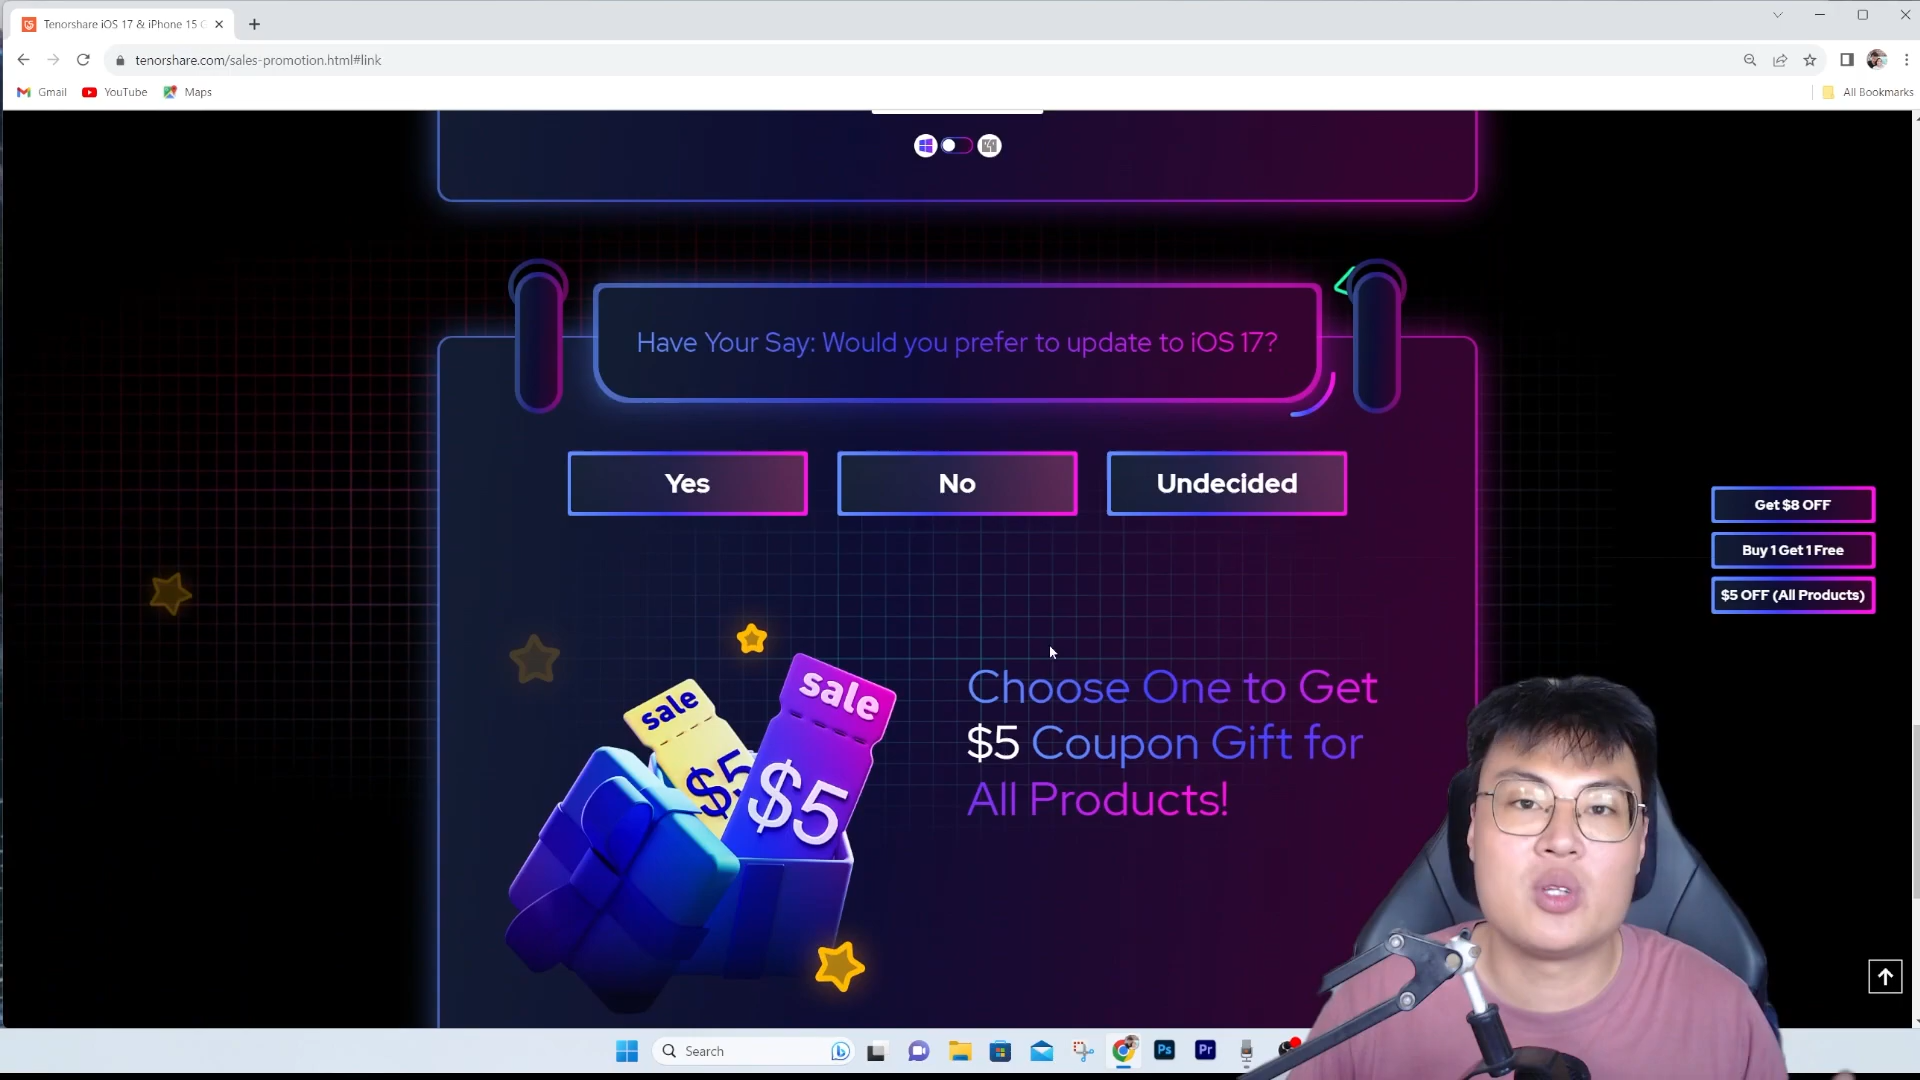 Tenorshare iOS 17 & iPhone 15
tenorshare.com/sales-promotion.html#link
Gmail
YouTube
Maps
All Bookmarks
Have Your Say: Would you prefer to update to iOS 17?
Yes
No
Undecided
Get $8 OFF
Buy 1 Get 1 Free
$5 OFF (All Products)
sale
sale
$5
$5
Choose One to Get
$5 Coupon Gift for
All Products!
Search
Ps
Pr